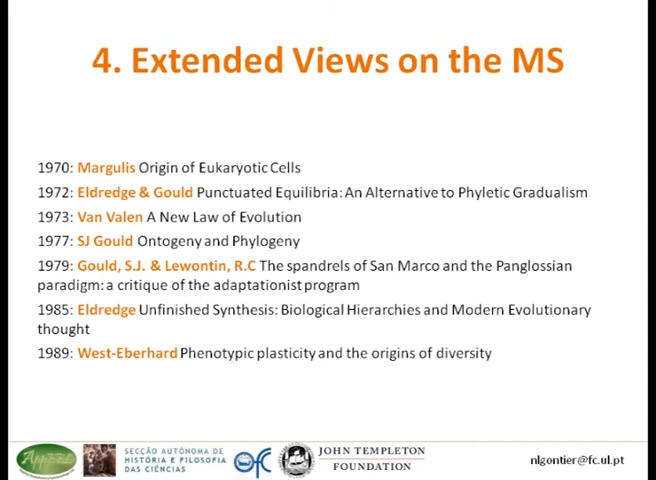 4. Extended Views on the MS
1970: Margulis Origin of Eukaryotic Cells
1972: Eldredge & Gould Punctuated Equilibria: An Alternative to Phyletic Gradualism
1973: Van Valen A New Law of Evolution
1977: SJ Gould Ontogeny and Phylogeny
1979: Gould, S.J. & Lewontin, R.C The spandrels of San Marco and the Panglossian
paradigm: a critique of the adaptationist program
1985: Eldredge Unfinished Synthesis: Biological Hierarchies and Modern Evolutionary
thought
1989: West-Eberhard Phenotypic plasticity and the origins of diversity
SECÇÃO AUTÓNOMA DE
HISTÓRIA E FILOSOFIA
DAS CIÊNCIAS
JOHN TEMPLETON
FOUNDATION
nlgontier@fc.ul.pt